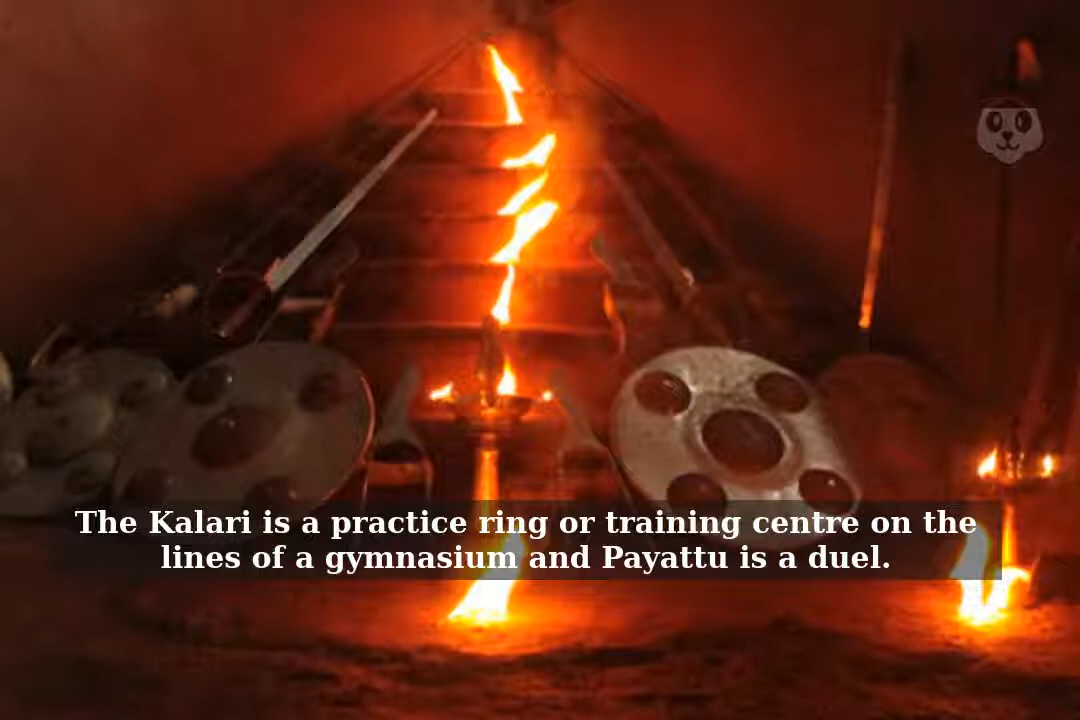 The Kalari is a practice ring or training centre on the
lines of a gymnasium and Payattu is a duel.